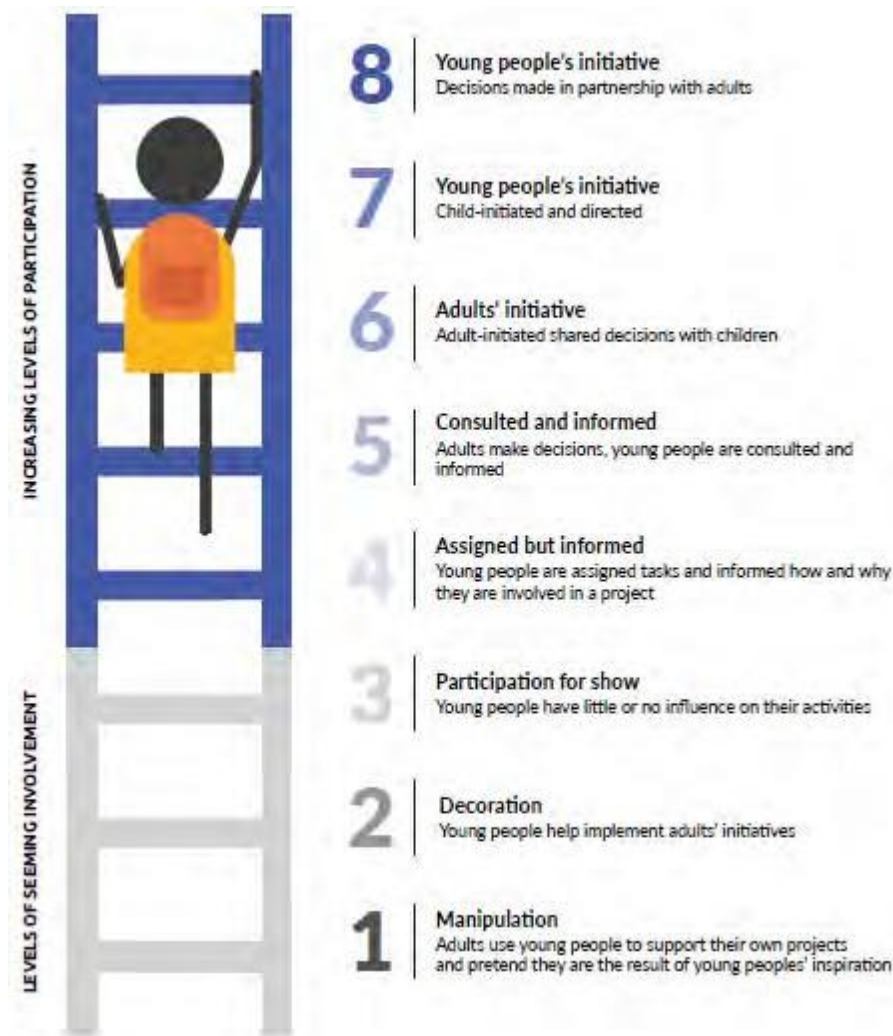 8
Young people's initiative
Decisions made in partnership with adults
7
Young people's initiative
Child-initiated and directed
6
Adults' initiative
Adult-initiated shared decisions with children
5
Consulted and informed
Adults make decisions, young people are consulted and
informed
4
Assigned but informed
Young people are assigned tasks and informed how and why
they are involved in a project
3
Participation for show
Young people have little or no influence on their activities
2
Decoration
Young people help implement adults' initiatives
1
Manipulation
Adults use young people to support their own projects
and pretend they are the result of young peoples' inspiration
INCREASING LEVELS OF PARTICIPATION
LEVELS OF SEEMING INVOLVEMENT